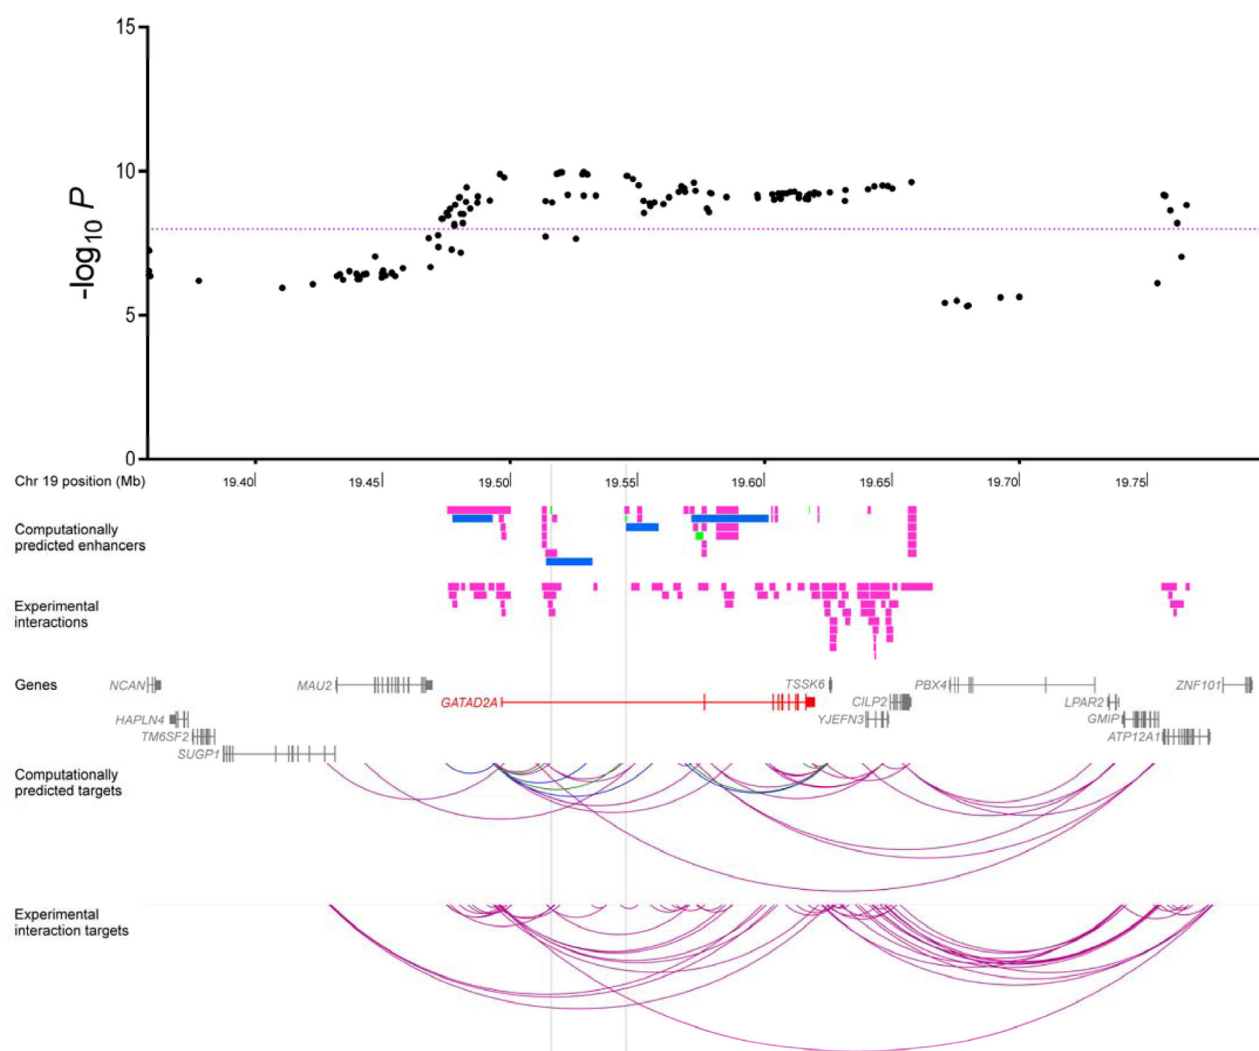 15
10
5
0
-log10 P
Chr 19 position (Mb)
19.40 19.45 19.50 19.55 19.60 19.65 19.70 19.75
Computationally
predicted enhancers
Experimental
interactions
Genes
NCAN MAU2 TSSK6 PBX4 ZNF101
GATAD2A CILP2 LPAR2
HAPLN4 YJEFN3 GMIP
TM6SF2 ATP12A1
SUGP1
Computationally
predicted targets
Experimental
interaction targets